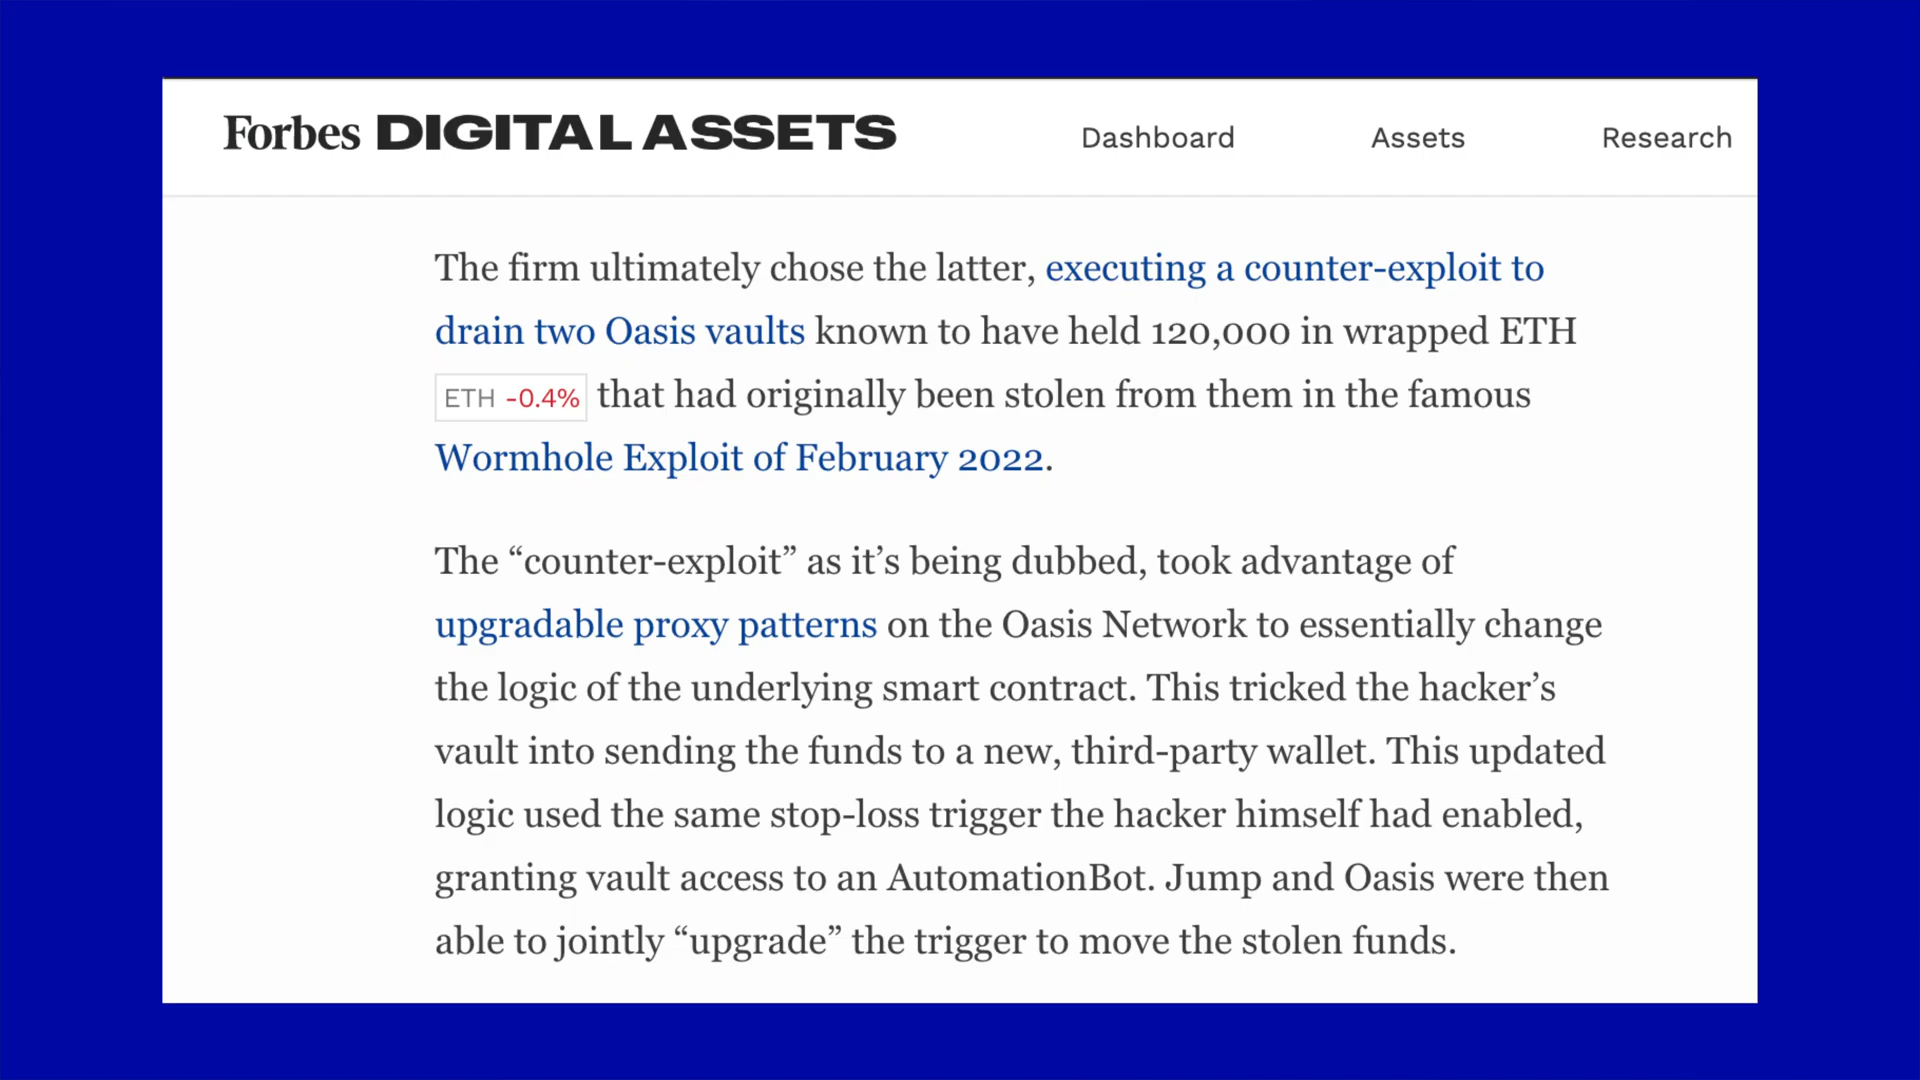 Forbes DIGITAL ASSETS Dashboard Assets Research
The firm ultimately chose the latter, executing a counter-exploit to
drain two Oasis vaults known to have held 120,000 in wrapped ETH
ETH -0.4% that had originally been stolen from them in the famous
Wormhole Exploit of February 2022.
The “counter-exploit” as it’s being dubbed, took advantage of
upgradable proxy patterns on the Oasis Network to essentially change
the logic of the underlying smart contract. This tricked the hacker’s
vault into sending the funds to a new, third-party wallet. This updated
logic used the same stop-loss trigger the hacker himself had enabled,
granting vault access to an AutomationBot. Jump and Oasis were then
able to jointly “upgrade” the trigger to move the stolen funds.